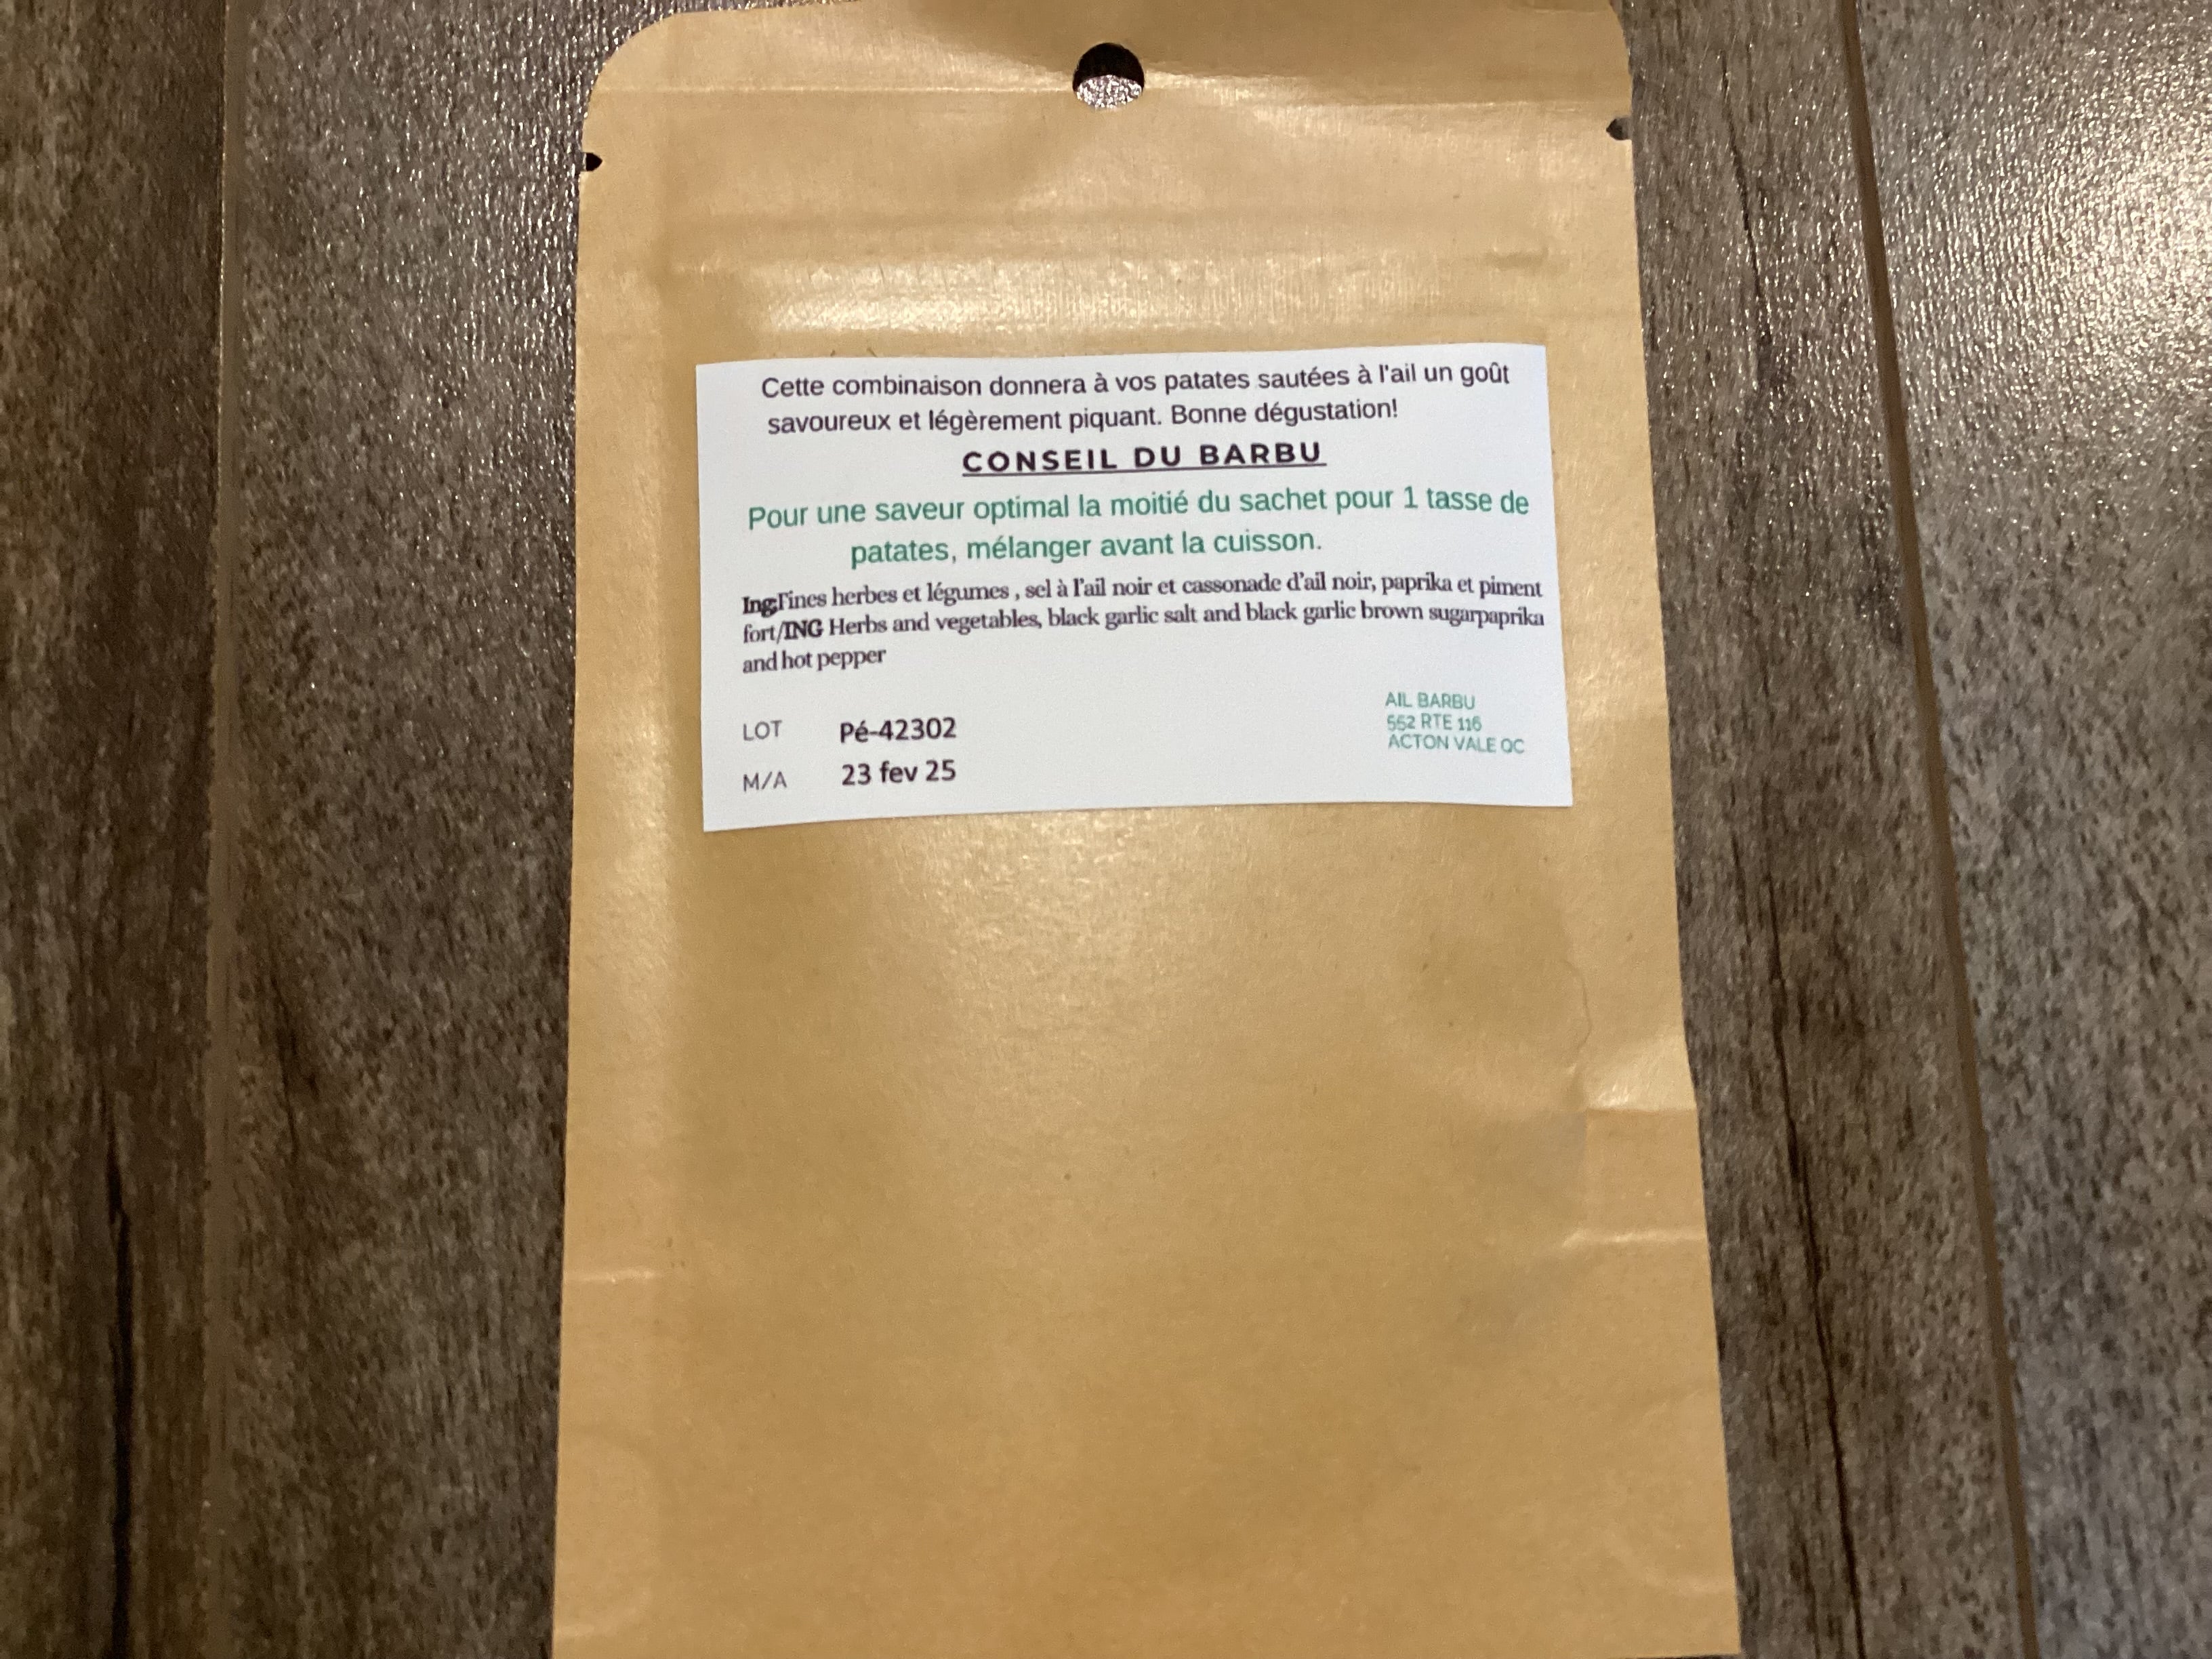 Cette combinaison donnera à vos patates sautées à l'ail un goût
savoureux et légèrement piquant. Bonne dégustation!
CONSEIL DU BARBU
Pour une saveur optimal la moitié du sachet pour 1 tasse de
patates, mélanger avant la cuisson.
Ing:Fines herbes et légumes , sel à l'ail noir et cassonade d'ail noir, paprika et piment
fort/ING Herbs and vegetables, black garlic salt and black garlic brown sugarpaprika
and hot pepper
LOT Pé-42302
M/A 23 fev 25
AIL BARBU
552 RTE 116
ACTON VALE QC